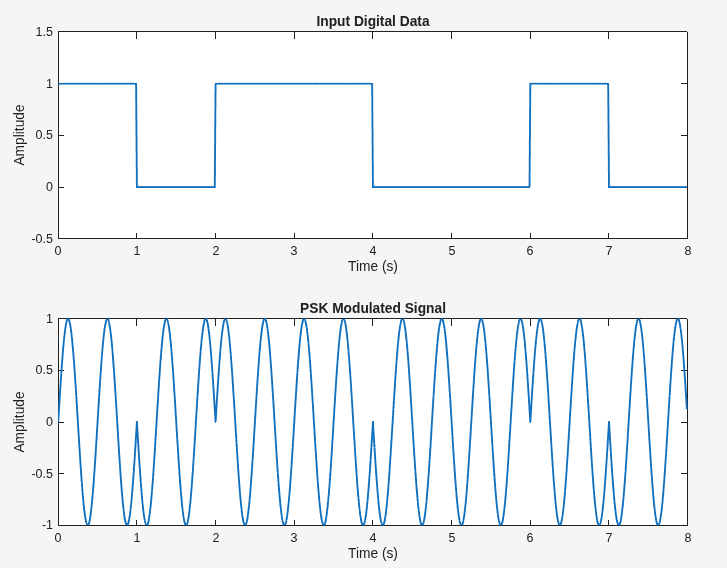 Input Digital Data
1.5
1
0.5
0
-0.5
Amplitude
0 1 2 3 4 5 6 7 8
Time (s)
PSK Modulated Signal
1
0.5
0
-0.5
-1
Amplitude
0 1 2 3 4 5 6 7 8
Time (s)